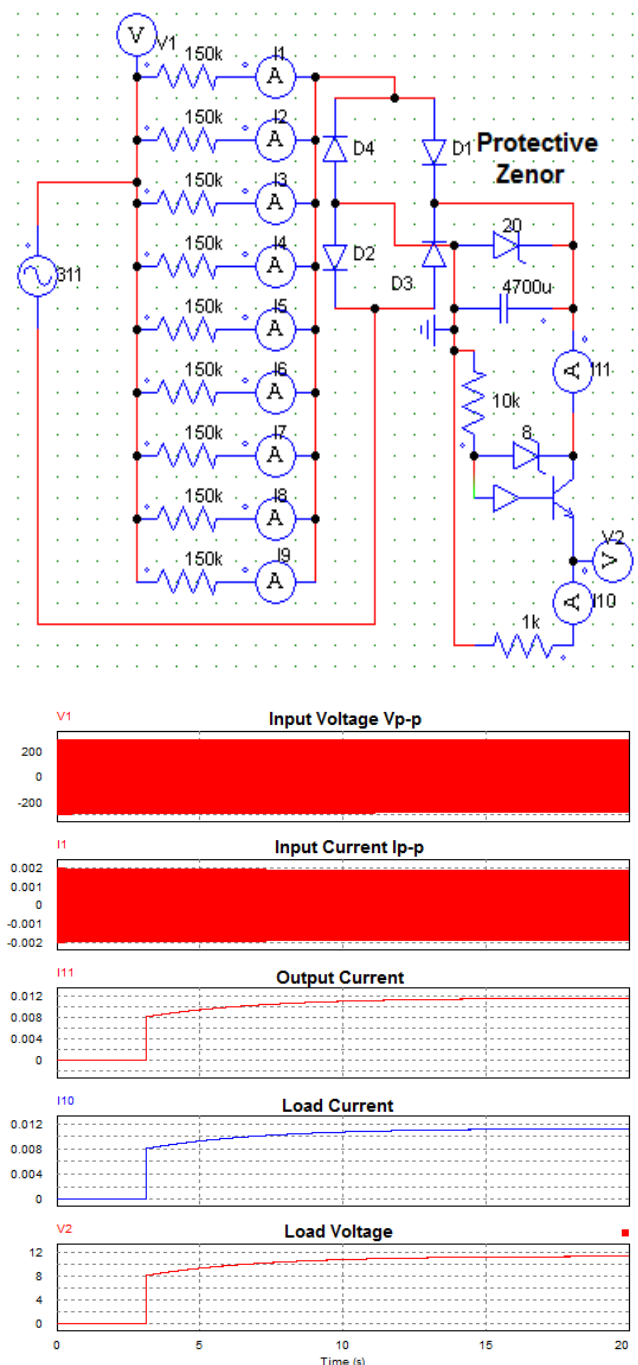 V V1
150k I1
A
150k I2
A
D4 D1
Protective
Zenor
150k I3
A
20
311
150k I4
A
D2 D3
4700u
150k I5
A
A I11
150k I6
A
10k
150k I7
A
8
150k I8
A
V2
V
150k I9
A
A I10
1k
V1
Input Voltage Vp-p
200
0
-200
I1
Input Current Ip-p
0.002
0.001
0
-0.001
-0.002
I11
Output Current
0.012
0.008
0.004
0
I10
Load Current
0.012
0.008
0.004
0
V2
Load Voltage
12
8
4
0
0 5 10 15 20
Time (s)